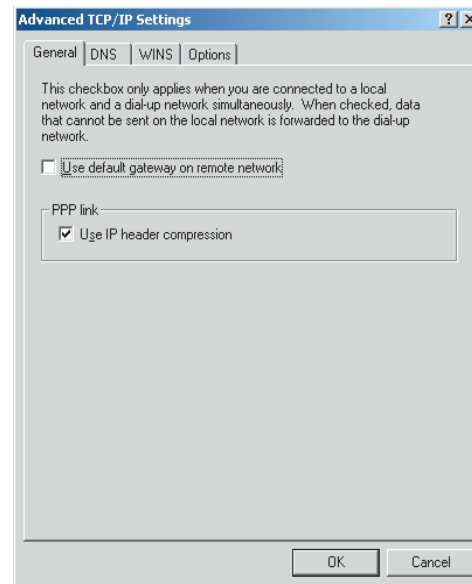 Advanced TCP/IP Settings
General DNS WINS Options
This checkbox only applies when you are connected to a local
network and a dial-up network simultaneously. When checked, data
that cannot be sent on the local network is forwarded to the dial-up
network.
Use default gateway on remote network
PPP link
Use IP header compression
OK Cancel